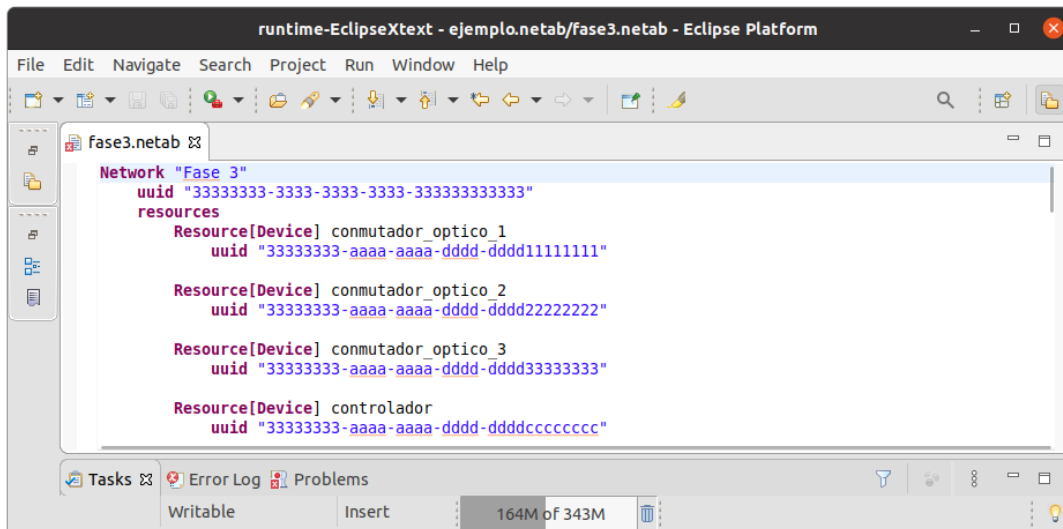 runtime-EclipseXtext - ejemplo.netab/fase3.netab - Eclipse Platform
File Edit Navigate Search Project Run Window Help
fase3.netab
Network "Fase 3"
uuid "33333333-3333-3333-3333-333333333333"
resources
Resource[Device] conmutador_optico_1
uuid "33333333-aaaa-aaaa-dddd-dddd11111111"
Resource[Device] conmutador_optico_2
uuid "33333333-aaaa-aaaa-dddd-dddd22222222"
Resource[Device] conmutador_optico_3
uuid "33333333-aaaa-aaaa-dddd-dddd33333333"
Resource[Device] controlador
uuid "33333333-aaaa-aaaa-dddd-ddddcccccccc"
Tasks Error Log Problems
Writable Insert 164M of 343M